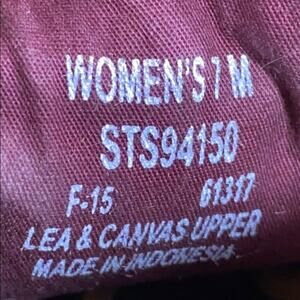 WOMEN'S 7 M
STS94150
F-15 61317
LEA & CANVAS UPPER
MADE IN INDONESIA